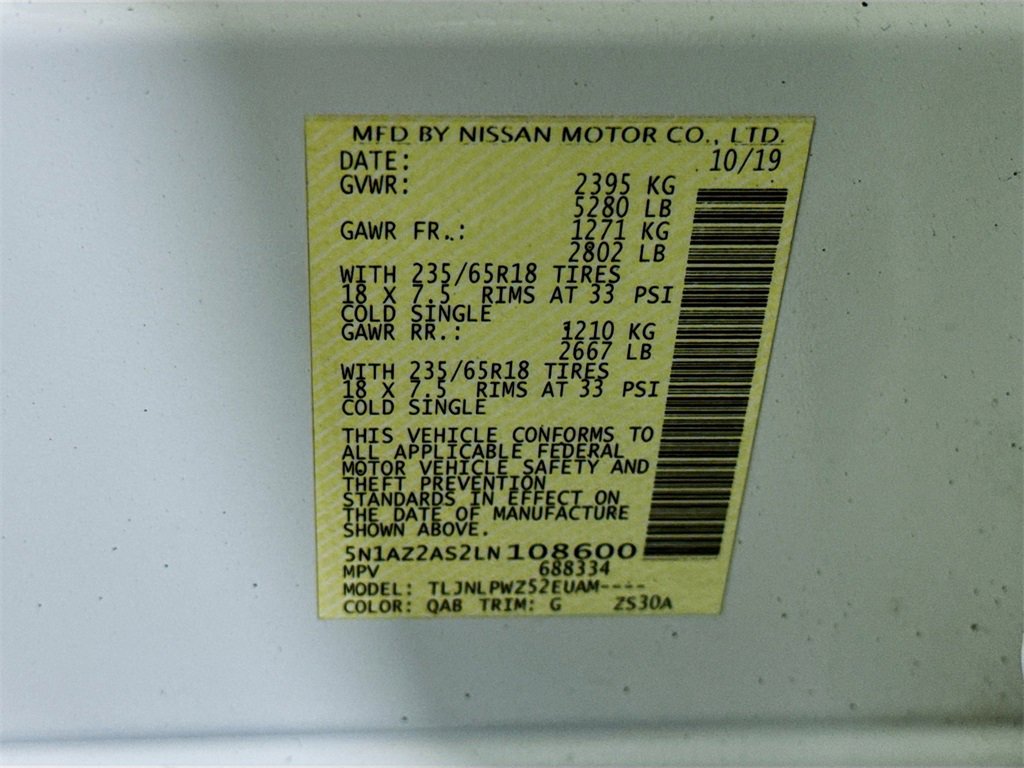 MFD BY NISSAN MOTOR CO., LTD.
DATE: 10/19
GVWR: 2395 KG
5280 LB
GAWR FR.: 1271 KG
2802 LB
WITH 235/65R18 TIRES
18 X 7.5 RIMS AT 33 PSI
COLD SINGLE
GAWR RR.: 1210 KG
2667 LB
WITH 235/65R18 TIRES
18 X 7.5 RIMS AT 33 PSI
COLD SINGLE
THIS VEHICLE CONFORMS TO
ALL APPLICABLE FEDERAL
MOTOR VEHICLE SAFETY AND
THEFT PREVENTION
STANDARDS IN EFFECT ON
THE DATE OF MANUFACTURE
SHOWN ABOVE.
5N1AZ2AS2LN108600
MPV 688334
MODEL: TLJNLPWZ52EUAM----
COLOR: QAB TRIM: G ZS30A